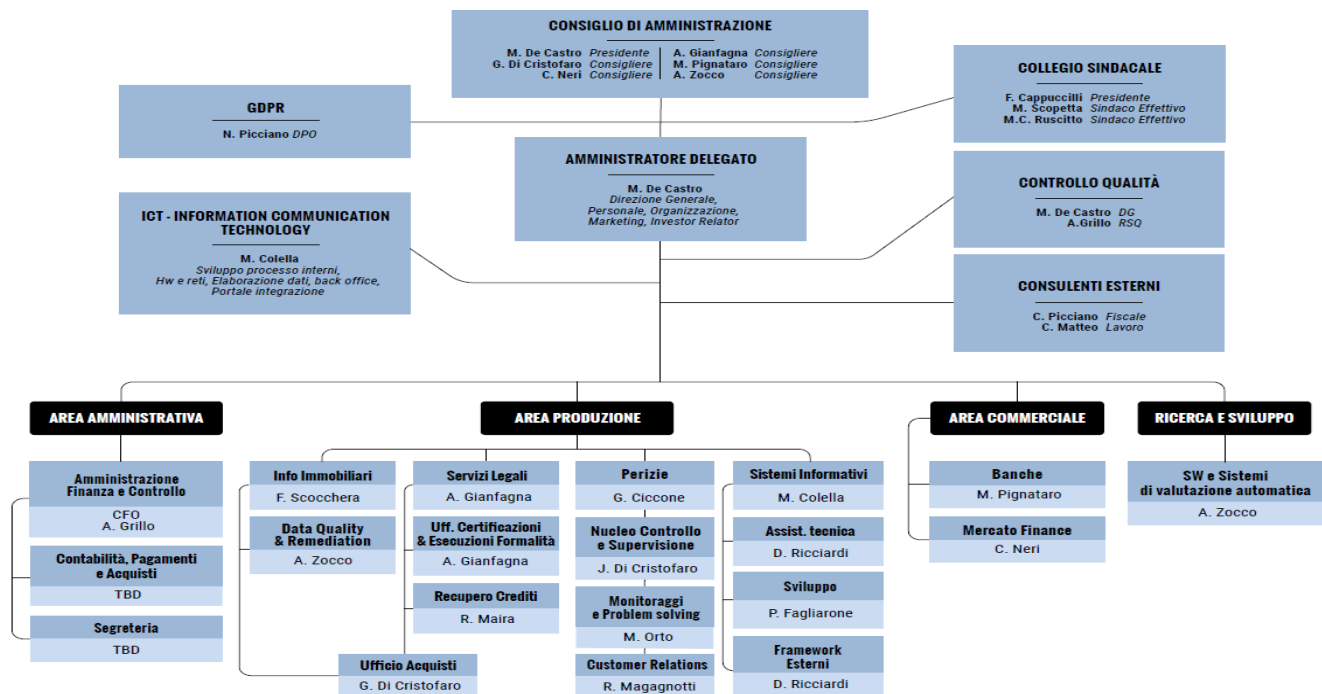 CONSIGLIO DI AMMINISTRAZIONE
M. De Castro Presidente
G. Di Cristofaro Consigliere
C. Neri Consigliere
A. Gianfagna Consigliere
M. Pignataro Consigliere
A. Zocco Consigliere
GDPR
N. Picciano DPO
COLLEGIO SINDACALE
F. Cappuccilli Presidente
M. Scopetta Sindaco Effettivo
M.C. Ruscitto Sindaco Effettivo
AMMINISTRATORE DELEGATO
M. De Castro
Direzione Generale,
Personale, Organizzazione,
Marketing, Investor Relator
ICT - INFORMATION COMMUNICATION
TECHNOLOGY
M. Colella
Sviluppo processo interni,
Hw e reti, Elaborazione dati, back office,
Portale integrazione
CONTROLLO QUALITÀ
M. De Castro DG
A.Grillo RSQ
CONSULENTI ESTERNI
C. Picciano Fiscale
C. Matteo Lavoro
AREA AMMINISTRATIVA
Amministrazione
Finanza e Controllo
CFO
A. Grillo
Contabilità, Pagamenti
e Acquisti
TBD
Segreteria
TBD
AREA PRODUZIONE
Info Immobiliari
F. Scocchera
Data Quality
& Remediation
A. Zocco
Servizi Legali
A. Gianfagna
Uff. Certificazioni
& Esecuzioni Formalità
A. Gianfagna
Recupero Crediti
R. Maira
Ufficio Acquisti
G. Di Cristofaro
Perizie
G. Ciccone
Nucleo Controllo
e Supervisione
J. Di Cristofaro
Monitoraggi
e Problem solving
M. Orto
Customer Relations
R. Magagnotti
Sistemi Informativi
M. Colella
Assist. tecnica
D. Ricciardi
Sviluppo
P. Fagliarone
Framework
Esterni
D. Ricciardi
AREA COMMERCIALE
Banche
M. Pignataro
Mercato Finance
C. Neri
RICERCA E SVILUPPO
SW e Sistemi
di valutazione automatica
A. Zocco